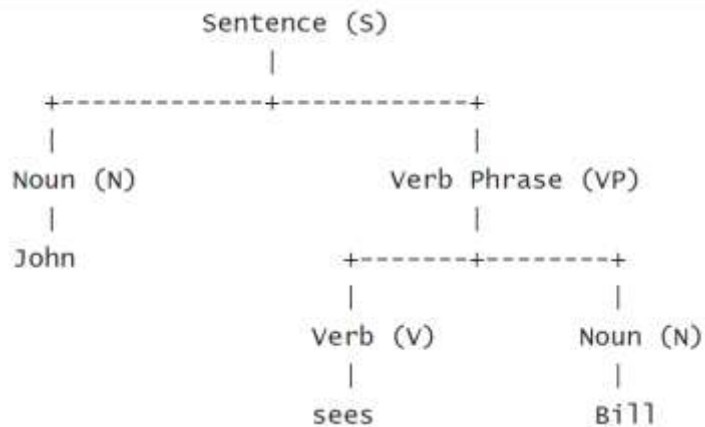 Sentence (S)
Noun (N) Verb Phrase (VP)
John
Verb (V) Noun (N)
sees Bill